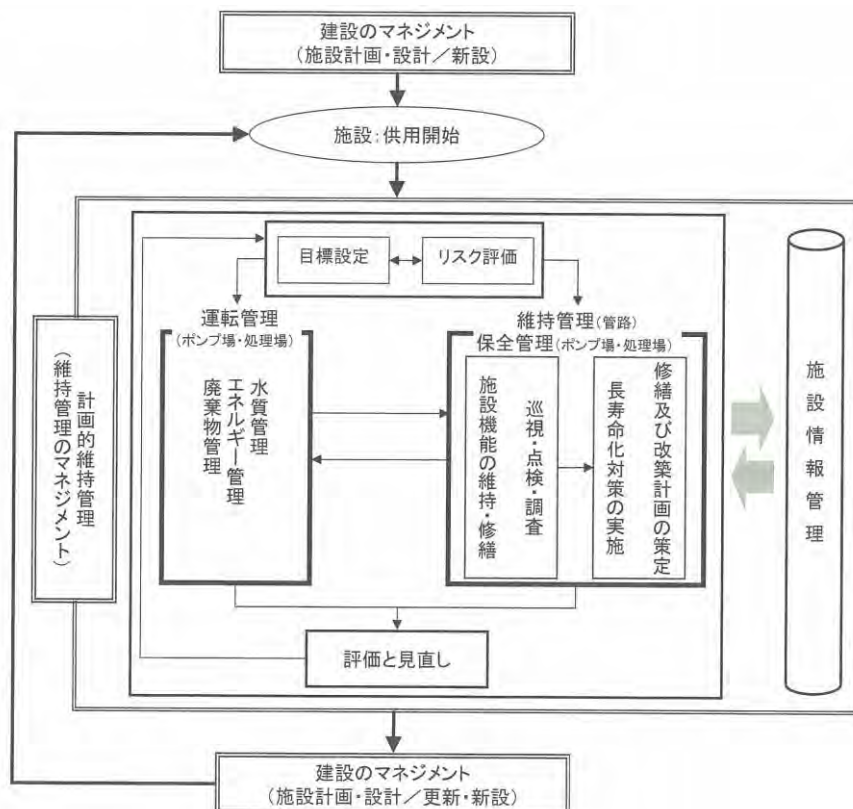 建設のマネジメント
(施設計画・設計／新設)
施設:供用開始
目標設定
リスク評価
運転管理
(ポンプ場・処理場)
維持管理(管路)
保全管理(ポンプ場・処理場)
水質管理
エネルギー管理
廃棄物管理
巡視・点検・調査
施設機能の維持・修繕
修繕及び改築計画の策定
長寿命化対策の実施
計画的維持管理
(維持管理のマネジメント)
施設情報管理
評価と見直し
建設のマネジメント
(施設計画・設計／更新・新設)